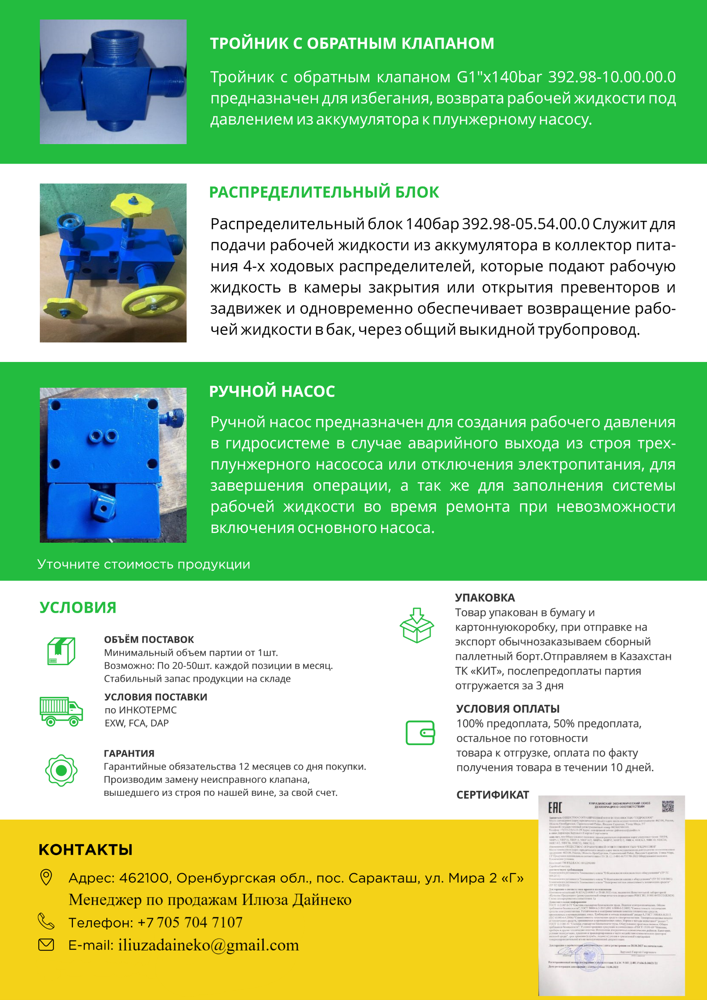 ТРОЙНИК С ОБРАТНЫМ КЛАПАНОМ
Тройник с обратным клапаном G1"x140bar 392.98-10.00.00.0
предназначен для избегания, возврата рабочей жидкости под
давлением из аккумулятора к плунжерному насосу.
РАСПРЕДЕЛИТЕЛЬНЫЙ БЛОК
Распределительный блок 140бар 392.98-05.54.00.0 Служит для
подачи рабочей жидкости из аккумулятора в коллектор пита-
ния 4-х ходовых распределителей, которые подают рабочую
жидкость в камеры закрытия или открытия превенторов и
задвижек и одновременно обеспечивает возвращение рабо-
чей жидкости в бак, через общий выкидной трубопровод.
РУЧНОЙ НАСОС
Ручной насос предназначен для создания рабочего давления
в гидросистеме в случае аварийного выхода из строя трех-
плунжерного насососа или отключения электропитания, для
завершения операции, а так же для заполнения системы
рабочей жидкости во время ремонта при невозможности
включения основного насоса.
Уточните стоимость продукции
УСЛОВИЯ
ОБЪЁМ ПОСТАВОК
Минимальный объем партии от 1шт.
Возможно: По 20-50шт. каждой позиции в месяц.
Стабильный запас продукции на складе
УСЛОВИЯ ПОСТАВКИ
по ИНКОТЕРМС
EXW, FCA, DAP
ГАРАНТИЯ
Гарантийные обязательства 12 месяцев со дня покупки.
Производим замену неисправного клапана,
вышедшего из строя по нашей вине, за свой счет.
УПАКОВКА
Товар упакован в бумагу и
картоннуюкоробку, при отправке на
экспорт обычнозаказываем сборный
паллетный борт.Отправляем в Казахстан
ТК «КИТ», послепредоплаты партия
отгружается за 3 дня
УСЛОВИЯ ОПЛАТЫ
100% предоплата, 50% предоплата,
остальное по готовности
товара к отгрузке, оплата по факту
получения товара в течении 10 дней.
СЕРТИФИКАТ
EAC
ЕВРАЗИЙСКИЙ ЭКОНОМИЧЕСКИЙ СОЮЗ
ДЕКЛАРАЦИЯ О СООТВЕТСТВИИ
КОНТАКТЫ
Адрес: 462100, Оренбургская обл., пос. Саракташ, ул. Мира 2 «Г»
Менеджер по продажам Илюза Дайнеко
Телефон: +7 705 704 7107
E-mail: iliuzadaineko@gmail.com